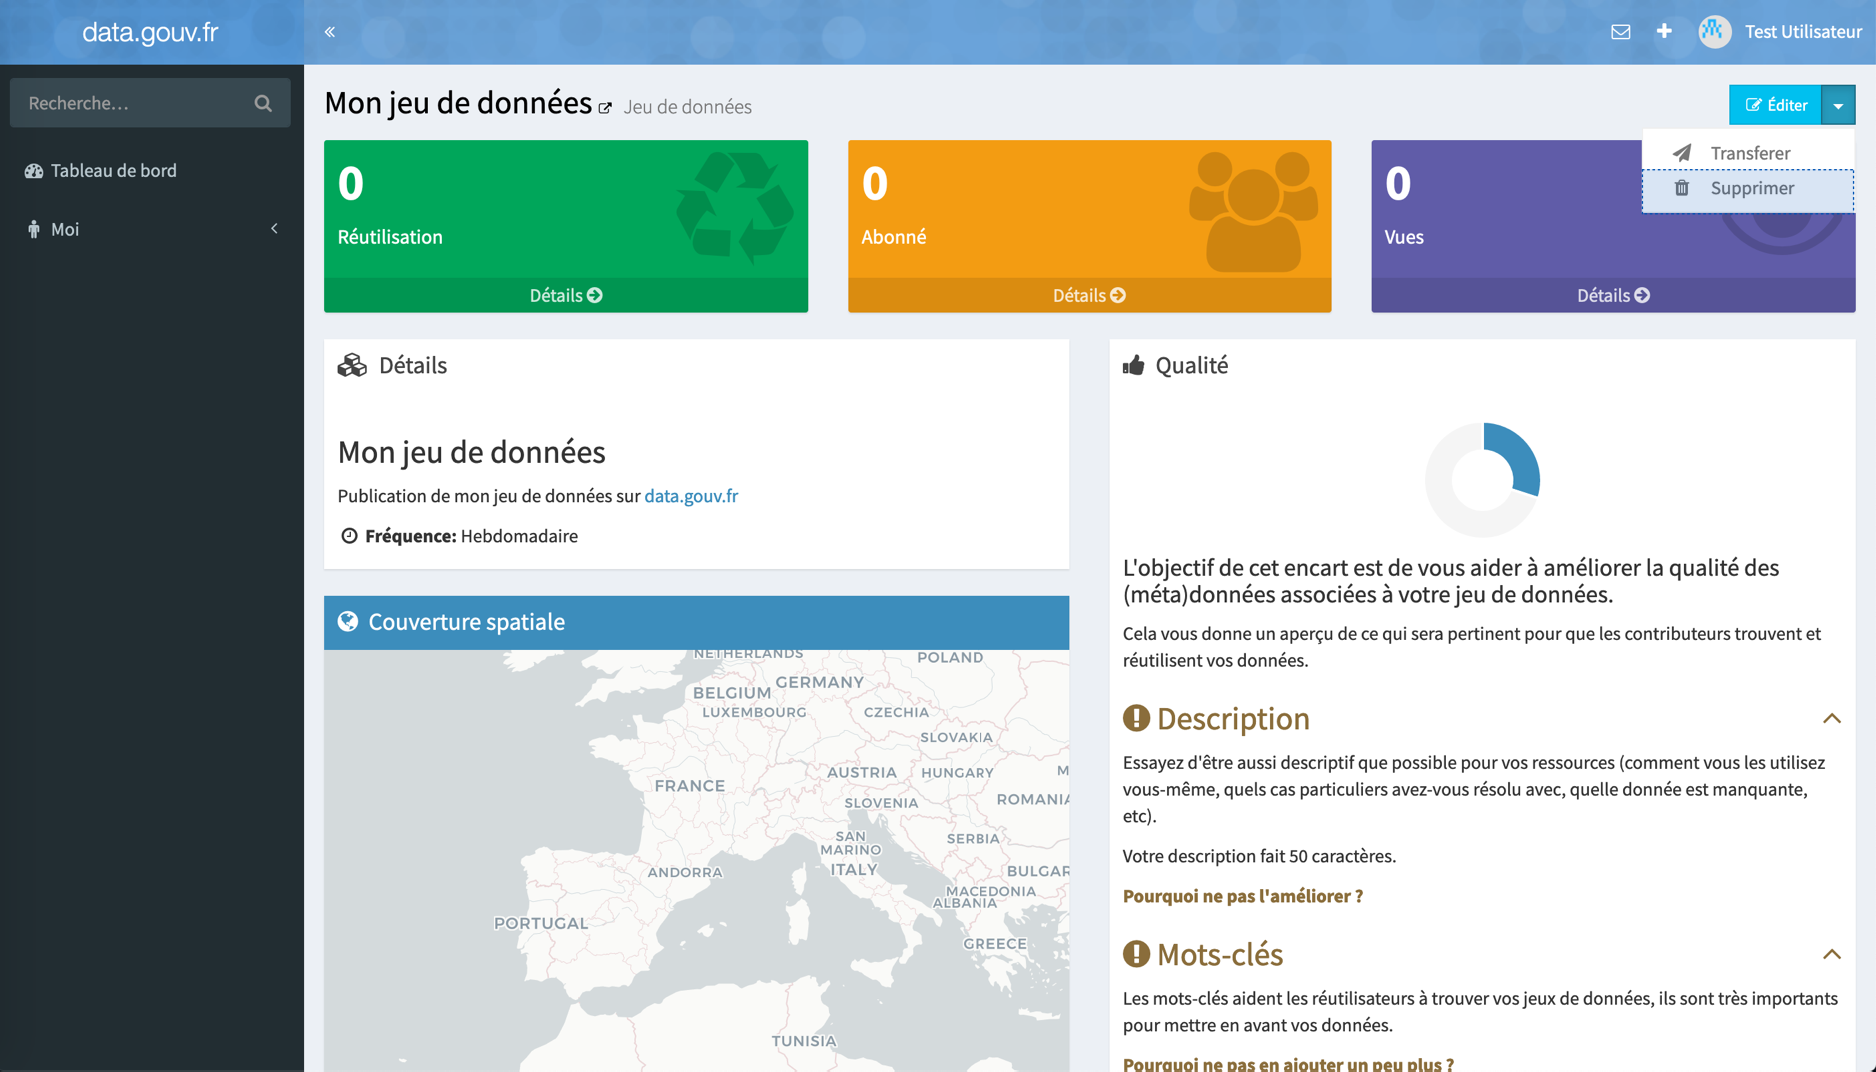 data.gouv.fr
«
Test Utilisateur
Recherche…
Tableau de bord
Moi
Mon jeu de données Jeu de données
Éditer
Transferer
Supprimer
0
Réutilisation
Détails
0
Abonné
Détails
0
Vues
Détails
Détails
Mon jeu de données
Publication de mon jeu de données sur data.gouv.fr
Fréquence: Hebdomadaire
Couverture spatiale
NETHERLANDS
POLAND
BELGIUM
GERMANY
LUXEMBOURG
CZECHIA
SLOVAKIA
AUSTRIA
HUNGARY
M
FRANCE
SLOVENIA
ROMANIA
SAN
MARINO
SERBIA
ITALY
ANDORRA
BULGAR
MACEDONIA
ALBANIA
PORTUGAL
GREECE
TUNISIA
Qualité
L'objectif de cet encart est de vous aider à améliorer la qualité des
(méta)données associées à votre jeu de données.
Cela vous donne un aperçu de ce qui sera pertinent pour que les contributeurs trouvent et
réutilisent vos données.
Description
Essayez d'être aussi descriptif que possible pour vos ressources (comment vous les utilisez
vous-même, quels cas particuliers avez-vous résolu avec, quelle donnée est manquante,
etc).
Votre description fait 50 caractères.
Pourquoi ne pas l'améliorer ?
Mots-clés
Les mots-clés aident les réutilisateurs à trouver vos jeux de données, ils sont très importants
pour mettre en avant vos données.
Pourquoi ne pas en ajouter un peu plus ?